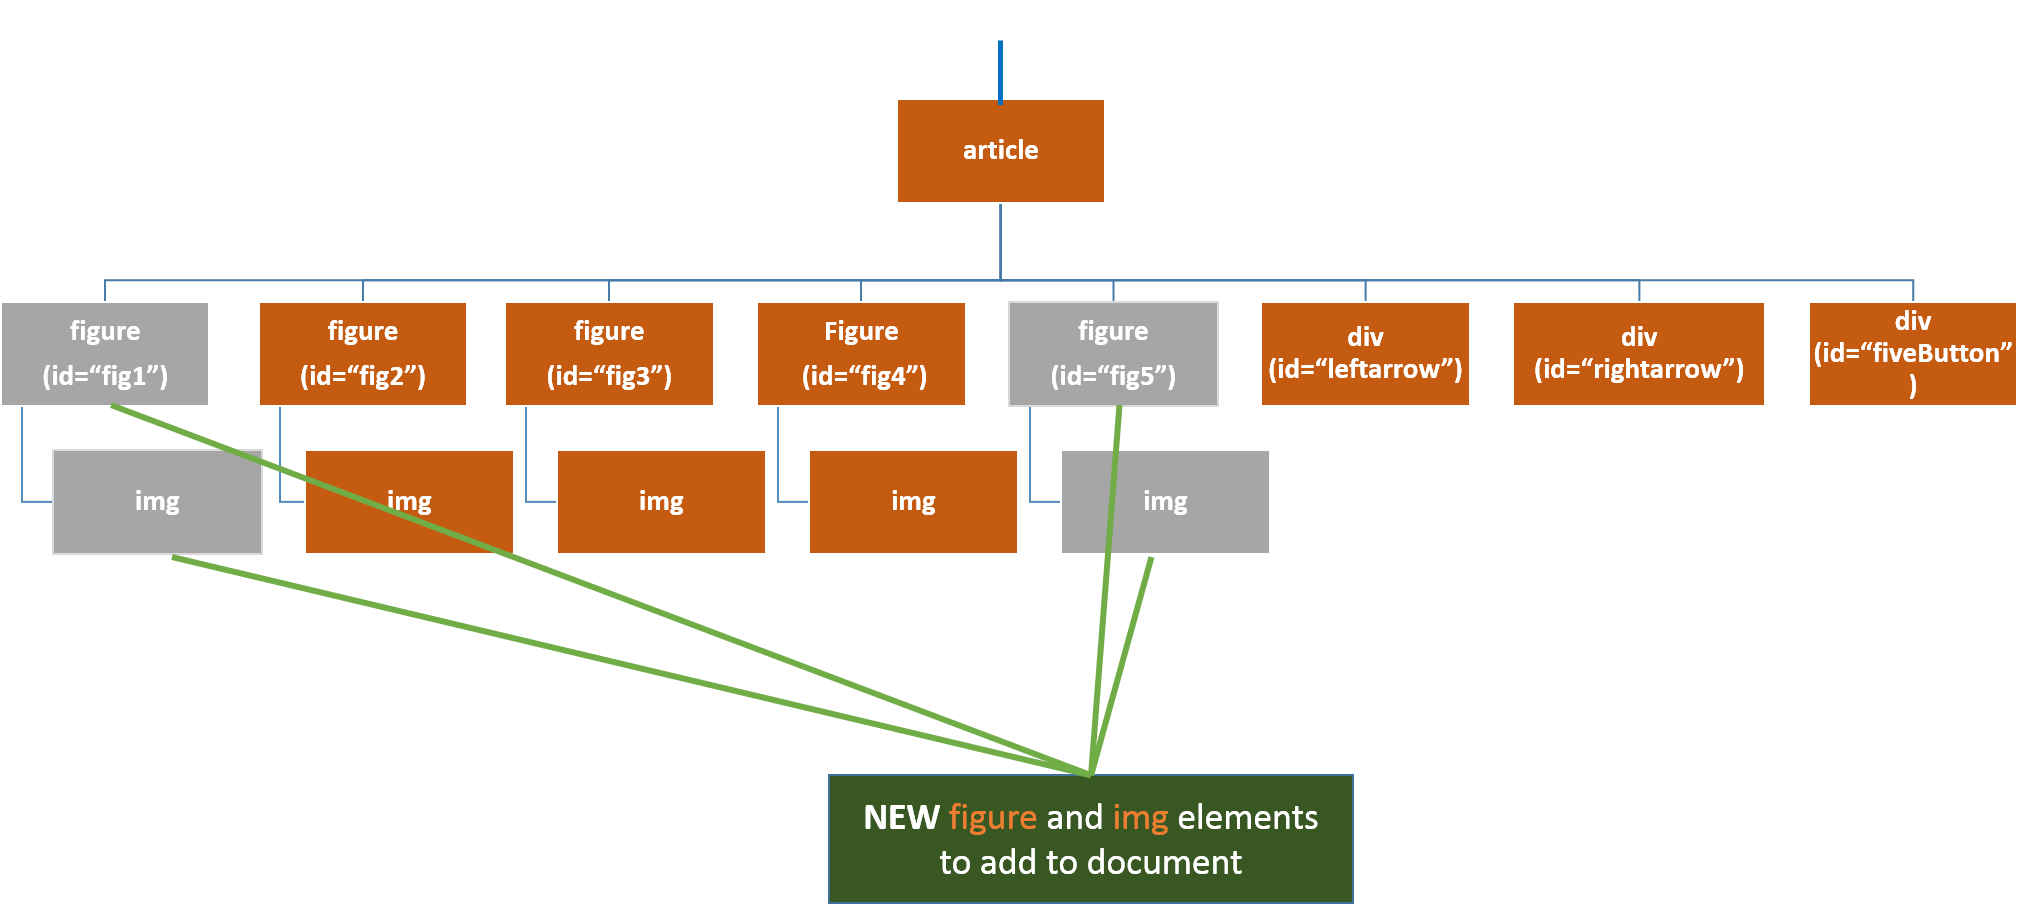 article
figure
(id=“fig1”)
figure
(id=“fig2”)
figure
(id=“fig3”)
Figure
(id=“fig4”)
figure
(id=“fig5”)
div
(id=“leftarrow”)
div
(id=“rightarrow”)
div
(id=“fiveButton”
)
img
img
img
img
img
NEW figure and img elements
to add to document